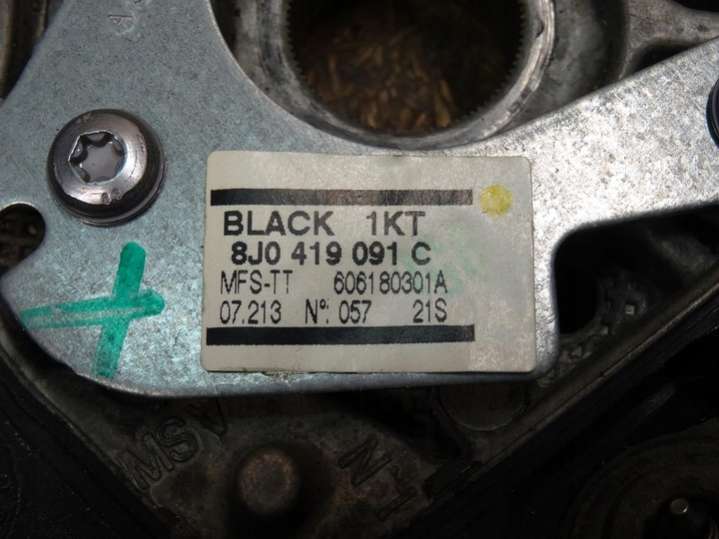 BLACK 1KT
8J0 419 091 C
MFS-TT 606180301A
07.213 Nº: 057 21S